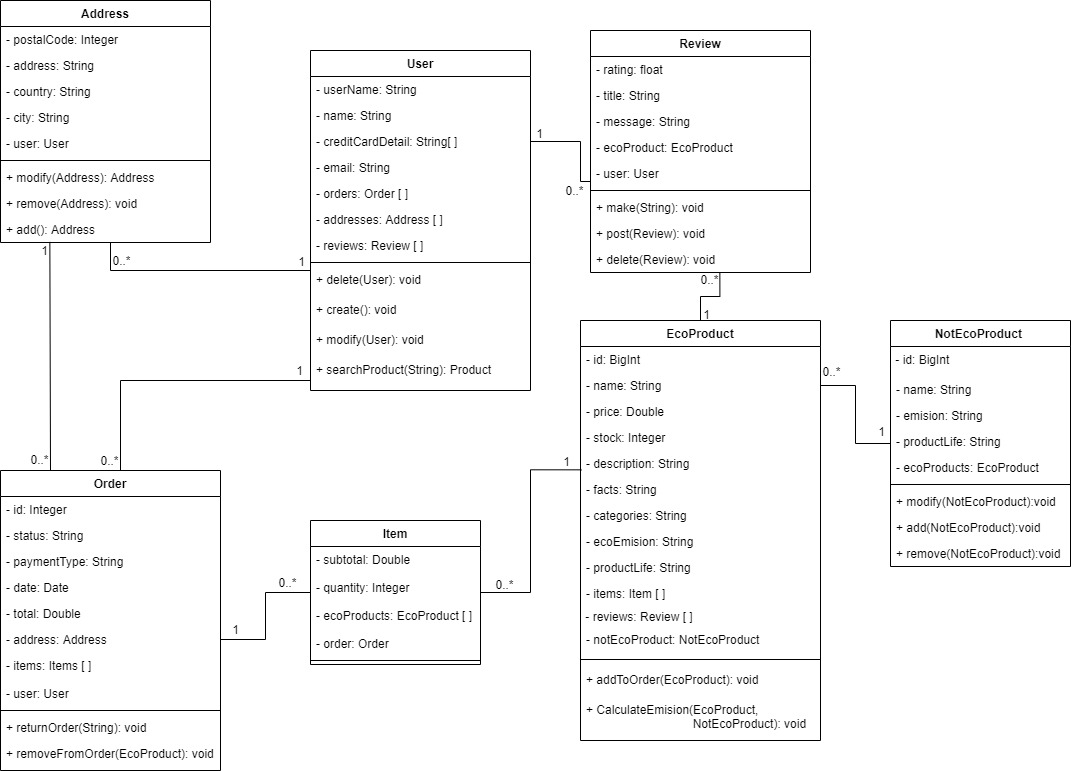 Address
- postalCode: Integer
- address: String
- country: String
- city: String
- user: User
+ modify(Address): Address
+ remove(Address): void
+ add(): Address
1
0..*
1
User
- userName: String
- name: String
- creditCardDetail: String[ ]
- email: String
- orders: Order [ ]
- addresses: Address [ ]
- reviews: Review [ ]
+ delete(User): void
+ create(): void
+ modify(User): void
+ searchProduct(String): Product
1
0..*
Review
- rating: float
- title: String
- message: String
- ecoProduct: EcoProduct
- user: User
+ make(String): void
+ post(Review): void
+ delete(Review): void
0..*
1
1
0..*
0..*
Order
- id: Integer
- status: String
- paymentType: String
- date: Date
- total: Double
- address: Address
- items: Items [ ]
- user: User
+ returnOrder(String): void
+ removeFromOrder(EcoProduct): void
1
0..*
Item
- subtotal: Double
- quantity: Integer
- ecoProducts: EcoProduct [ ]
- order: Order
0..*
1
EcoProduct
- id: BigInt
- name: String
- price: Double
- stock: Integer
- description: String
- facts: String
- categories: String
- ecoEmision: String
- productLife: String
- items: Item [ ]
- reviews: Review [ ]
- notEcoProduct: NotEcoProduct
+ addToOrder(EcoProduct): void
+ CalculateEmision(EcoProduct,
NotEcoProduct): void
0..*
1
NotEcoProduct
- id: BigInt
- name: String
- emision: String
- productLife: String
- ecoProducts: EcoProduct
+ modify(NotEcoProduct):void
+ add(NotEcoProduct):void
+ remove(NotEcoProduct):void